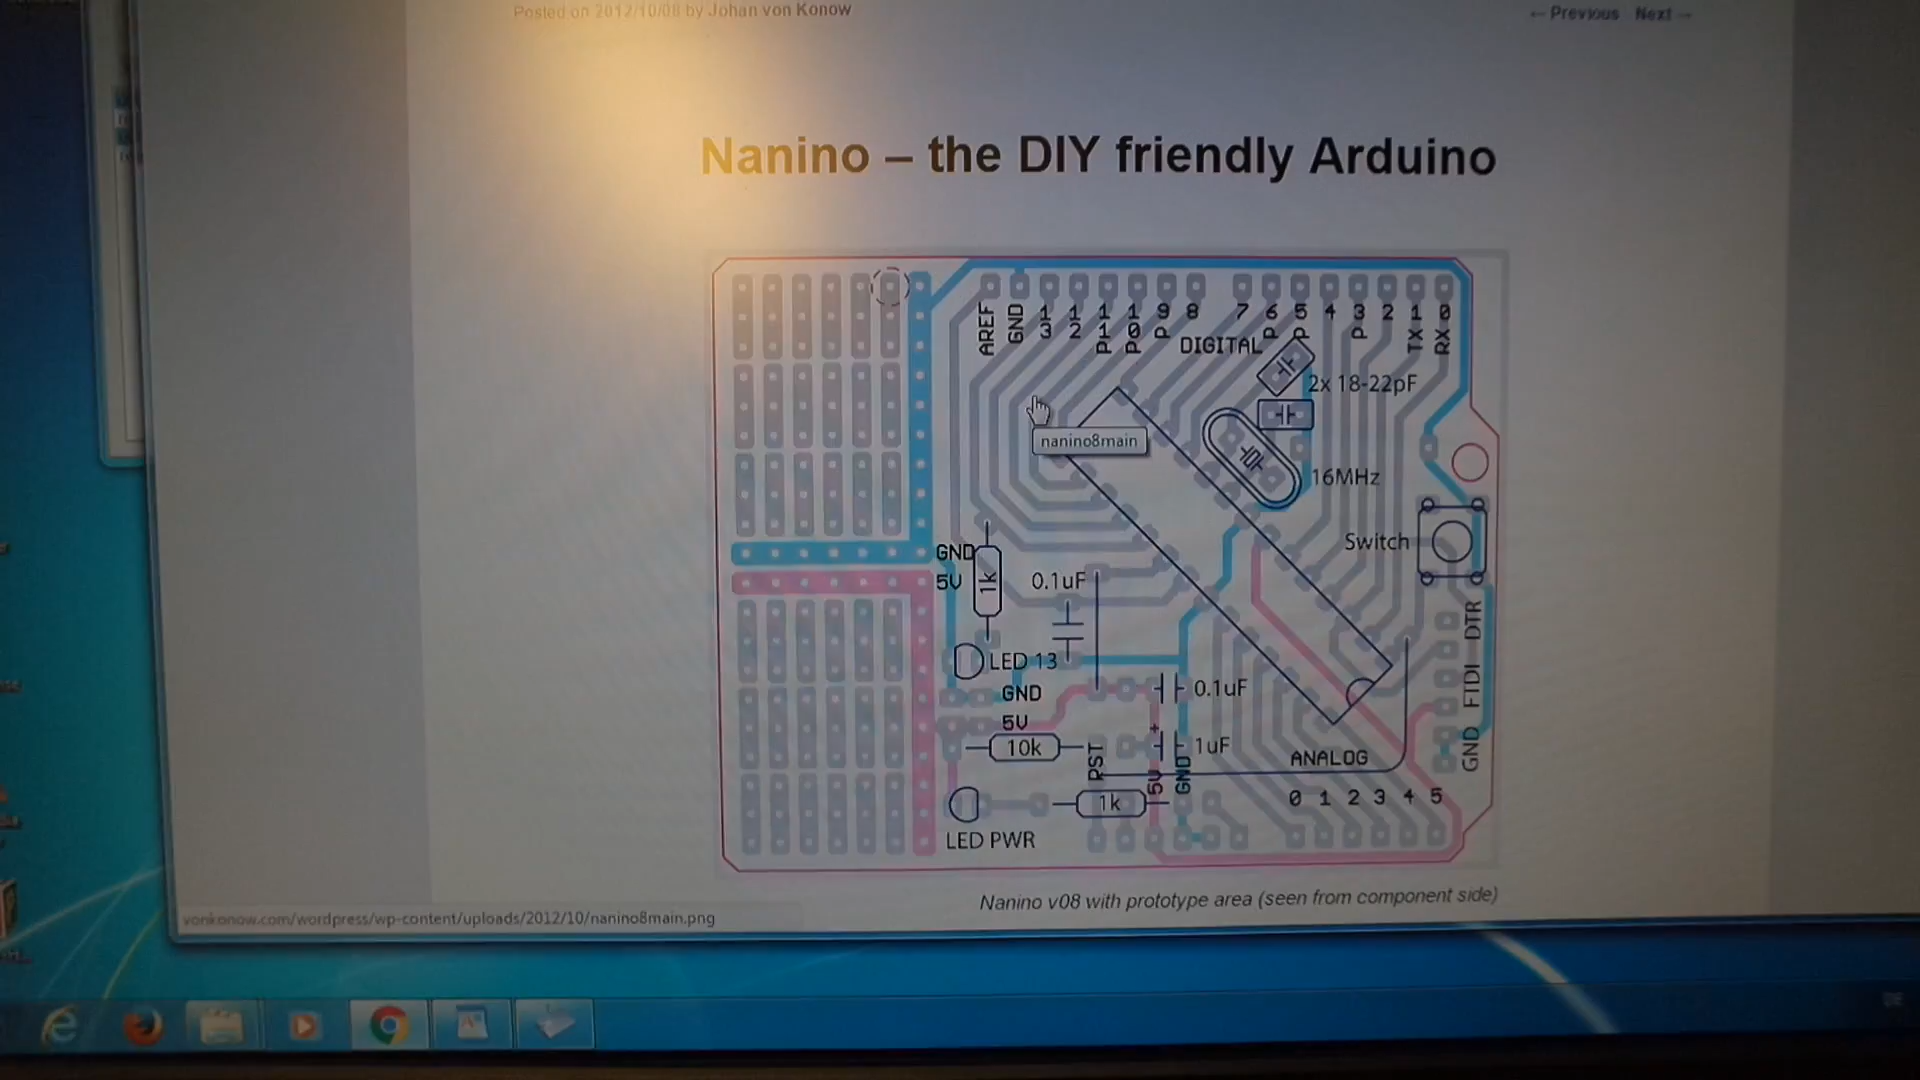 Posted on 2012/10/08 by Johan von Konow
← Previous Next →
Nanino – the DIY friendly Arduino
AREF GND 13 12 P11 P10 P9 8 7 P6 P5 4 P3 2 TX 1 RX 0
DIGITAL
2x 18-22pF
nanino8main
16MHz
Switch
GND
5V
1k
0.1uF
LED 13
GND
5V
0.1uF
10k
RST
1uF
5V
GND
+
ANALOG
1k
0 1 2 3 4 5
LED PWR
GND FTDI DTR
Nanino v08 with prototype area (seen from component side)
vonkonow.com/wordpress/wp-content/uploads/2012/10/nanino8main.png